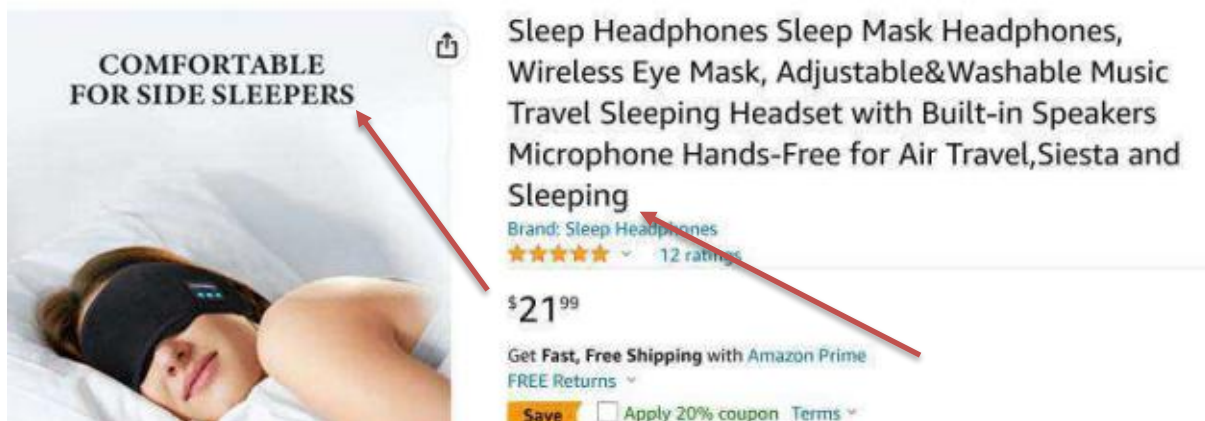 COMFORTABLE
FOR SIDE SLEEPERS
Sleep Headphones Sleep Mask Headphones,
Wireless Eye Mask, Adjustable&Washable Music
Travel Sleeping Headset with Built-in Speakers
Microphone Hands-Free for Air Travel,Siesta and
Sleeping
Brand: Sleep Headphones
12 ratings
$21⁹⁹
Get Fast, Free Shipping with Amazon Prime
FREE Returns
Save Apply 20% coupon Terms